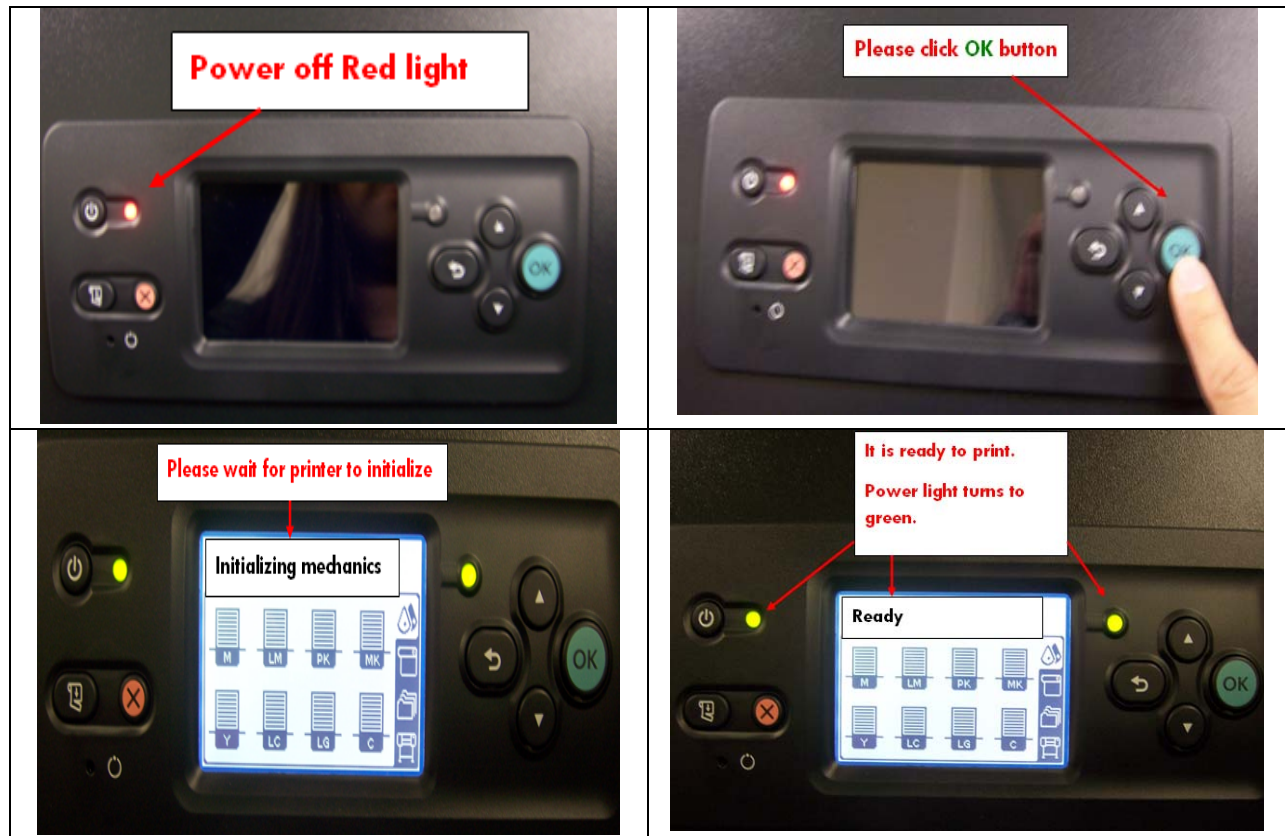 Power off Red light
OK
Please click OK button
OK
Please wait for printer to initialize
Initializing mechanics
M LM PK MK
Y LC LG C
OK
It is ready to print.
Power light turns to
green.
Ready
M LM PK MK
Y LC LG C
OK